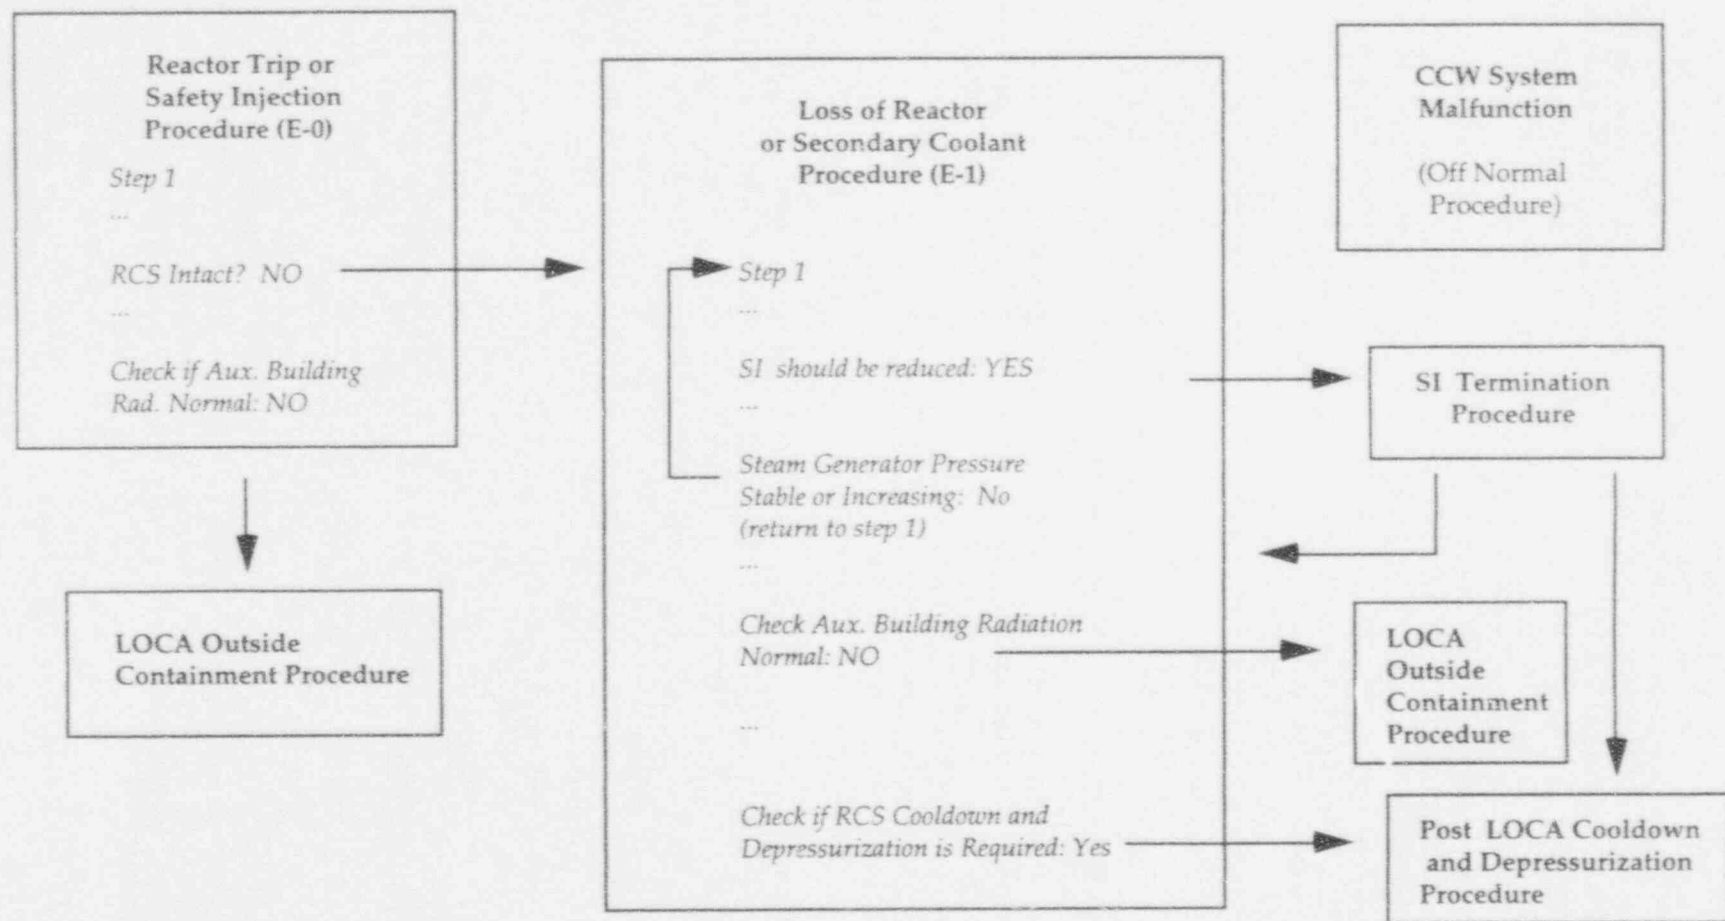 Reactor Trip or
Safety Injection
Procedure (E-0)
Step 1
...
RCS Intact? NO
...
Check if Aux. Building
Rad. Normal: NO
LOCA Outside
Containment Procedure
Loss of Reactor
or Secondary Coolant
Procedure (E-1)
Step 1
...
SI should be reduced: YES
...
Steam Generator Pressure
Stable or Increasing: No
(return to step 1)
...
Check Aux. Building Radiation
Normal: NO
...
Check if RCS Cooldown and
Depressurization is Required: Yes
CCW System
Malfunction
(Off Normal
Procedure)
SI Termination
Procedure
LOCA
Outside
Containment
Procedure
Post LOCA Cooldown
and Depressurization
Procedure